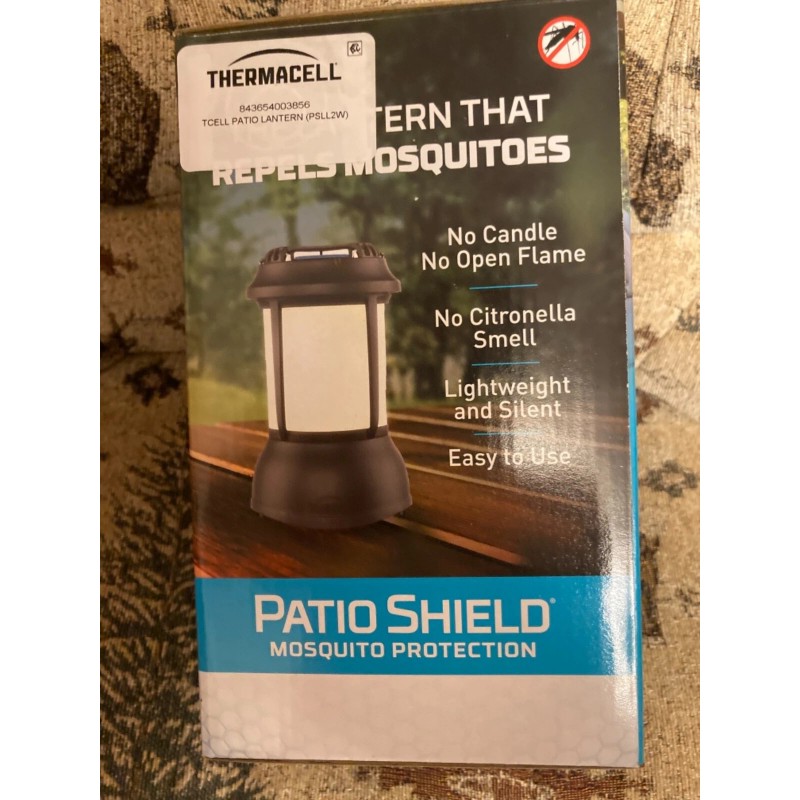 THERMACELL
843654003856
TCELL PATIO LANTERN (PSLL2W)
TERN THAT
REPELS MOSQUITOES
No Candle
No Open Flame
No Citronella
Smell
Lightweight
and Silent
Easy to Use
PATIO SHIELD®
MOSQUITO PROTECTION